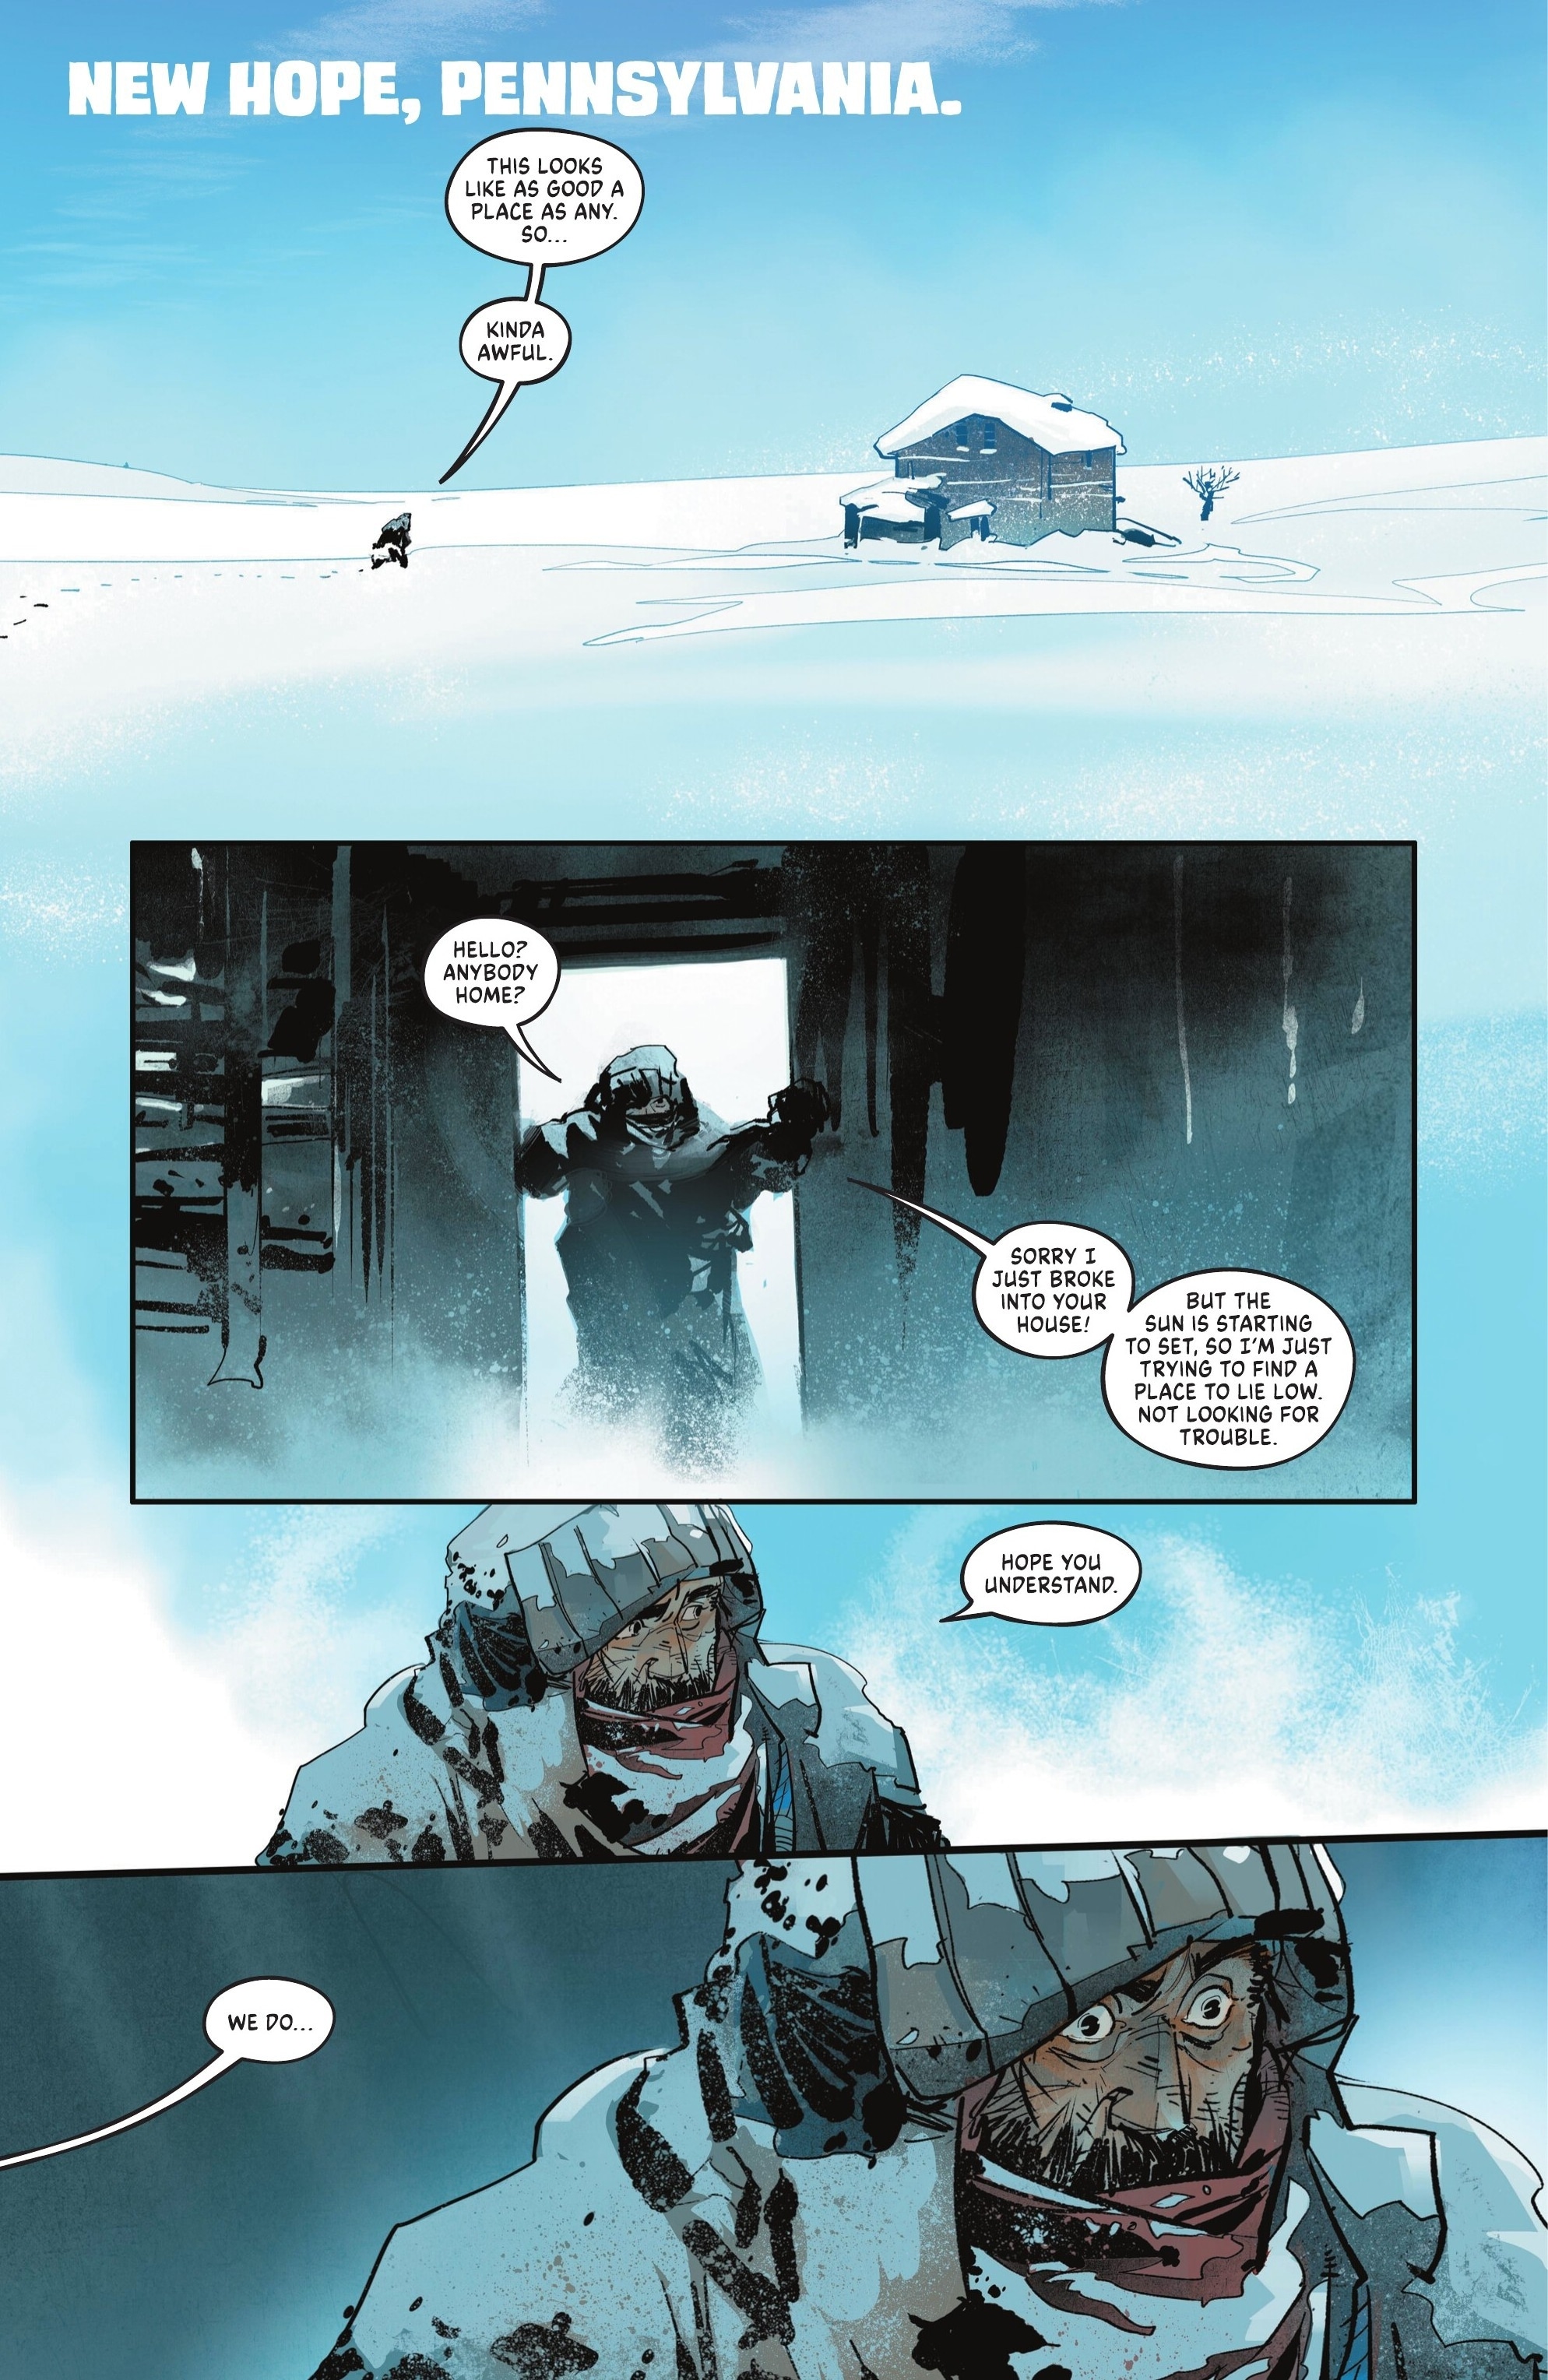 NEW HOPE, PENNSYLVANIA.
THIS LOOKS
LIKE AS GOOD A
PLACE AS ANY.
SO...
KINDA
AWFUL.
HELLO?
ANYBODY
HOME?
SORRY I
JUST BROKE
INTO YOUR
HOUSE!
BUT THE
SUN IS STARTING
TO SET, SO I'M JUST
TRYING TO FIND A
PLACE TO LIE LOW.
NOT LOOKING FOR
TROUBLE.
HOPE YOU
UNDERSTAND.
WE DO...